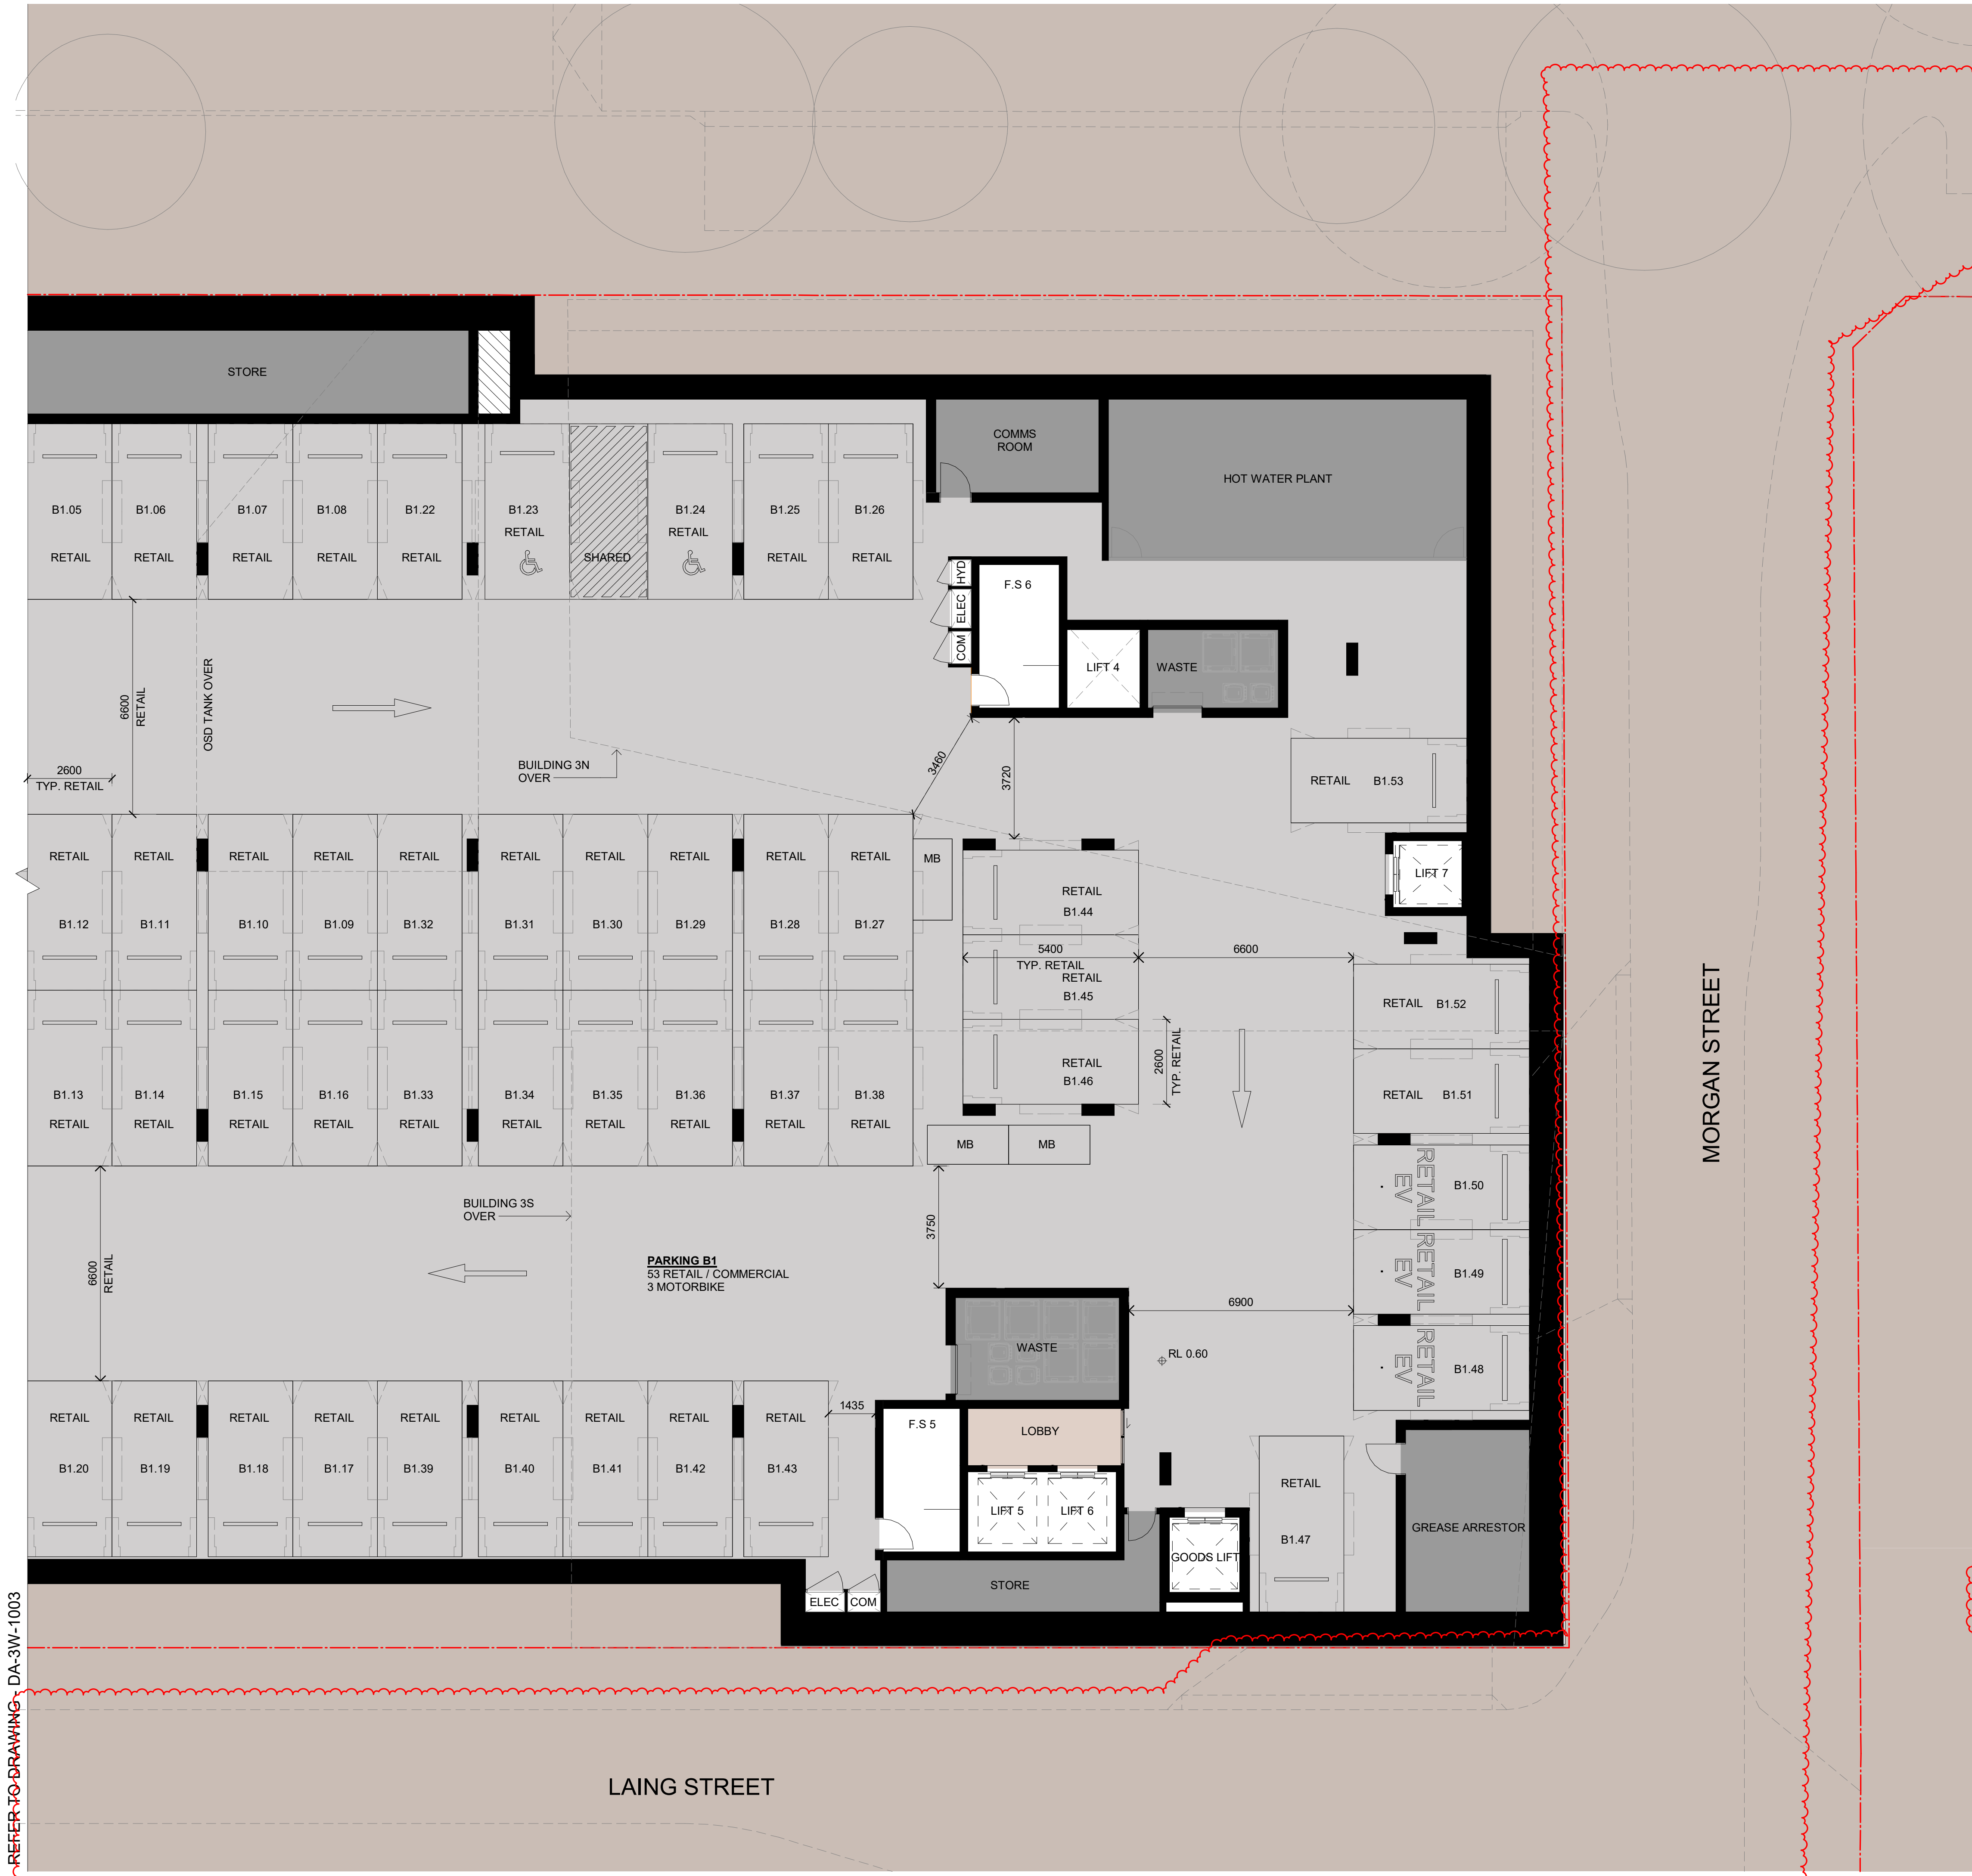 STORE
COMMS
ROOM
HOT WATER PLANT
B1.05
B1.06
B1.07
B1.08
B1.22
B1.23
B1.24
B1.25
B1.26
RETAIL
RETAIL
RETAIL
RETAIL
RETAIL
RETAIL
SHARED
RETAIL
RETAIL
RETAIL
HYD
ELEC
COM
F.S 6
LIFT 4
WASTE
6600
RETAIL
OSD TANK OVER
2600
TYP. RETAIL
BUILDING 3N
OVER
3460
3720
RETAIL B1.53
LIFT 7
RETAIL
RETAIL
RETAIL
RETAIL
RETAIL
RETAIL
RETAIL
RETAIL
RETAIL
RETAIL
MB
B1.12
B1.11
B1.10
B1.09
B1.32
B1.31
B1.30
B1.29
B1.28
B1.27
RETAIL
B1.44
5400
TYP. RETAIL
6600
RETAIL
B1.45
RETAIL
B1.46
2600
TYP. RETAIL
RETAIL B1.52
RETAIL B1.51
B1.13
B1.14
B1.15
B1.16
B1.33
B1.34
B1.35
B1.36
B1.37
B1.38
RETAIL
RETAIL
RETAIL
RETAIL
RETAIL
RETAIL
RETAIL
RETAIL
RETAIL
RETAIL
MB
MB
RETAIL
EV
B1.50
RETAIL
EV
B1.49
RETAIL
EV
B1.48
MORGAN STREET
BUILDING 3S
OVER
6600
RETAIL
3750
PARKING B1
53 RETAIL / COMMERCIAL
3 MOTORBIKE
6900
WASTE
RL 0.60
RETAIL
RETAIL
RETAIL
RETAIL
RETAIL
RETAIL
RETAIL
RETAIL
RETAIL
1435
F.S 5
LOBBY
B1.20
B1.19
B1.18
B1.17
B1.39
B1.40
B1.41
B1.42
B1.43
LIFT 5
LIFT 6
RETAIL
B1.47
GREASE ARRESTOR
GOODS LIFT
STORE
ELEC
COM
REFER TO DRAWING - DA-3W-1003
LAING STREET